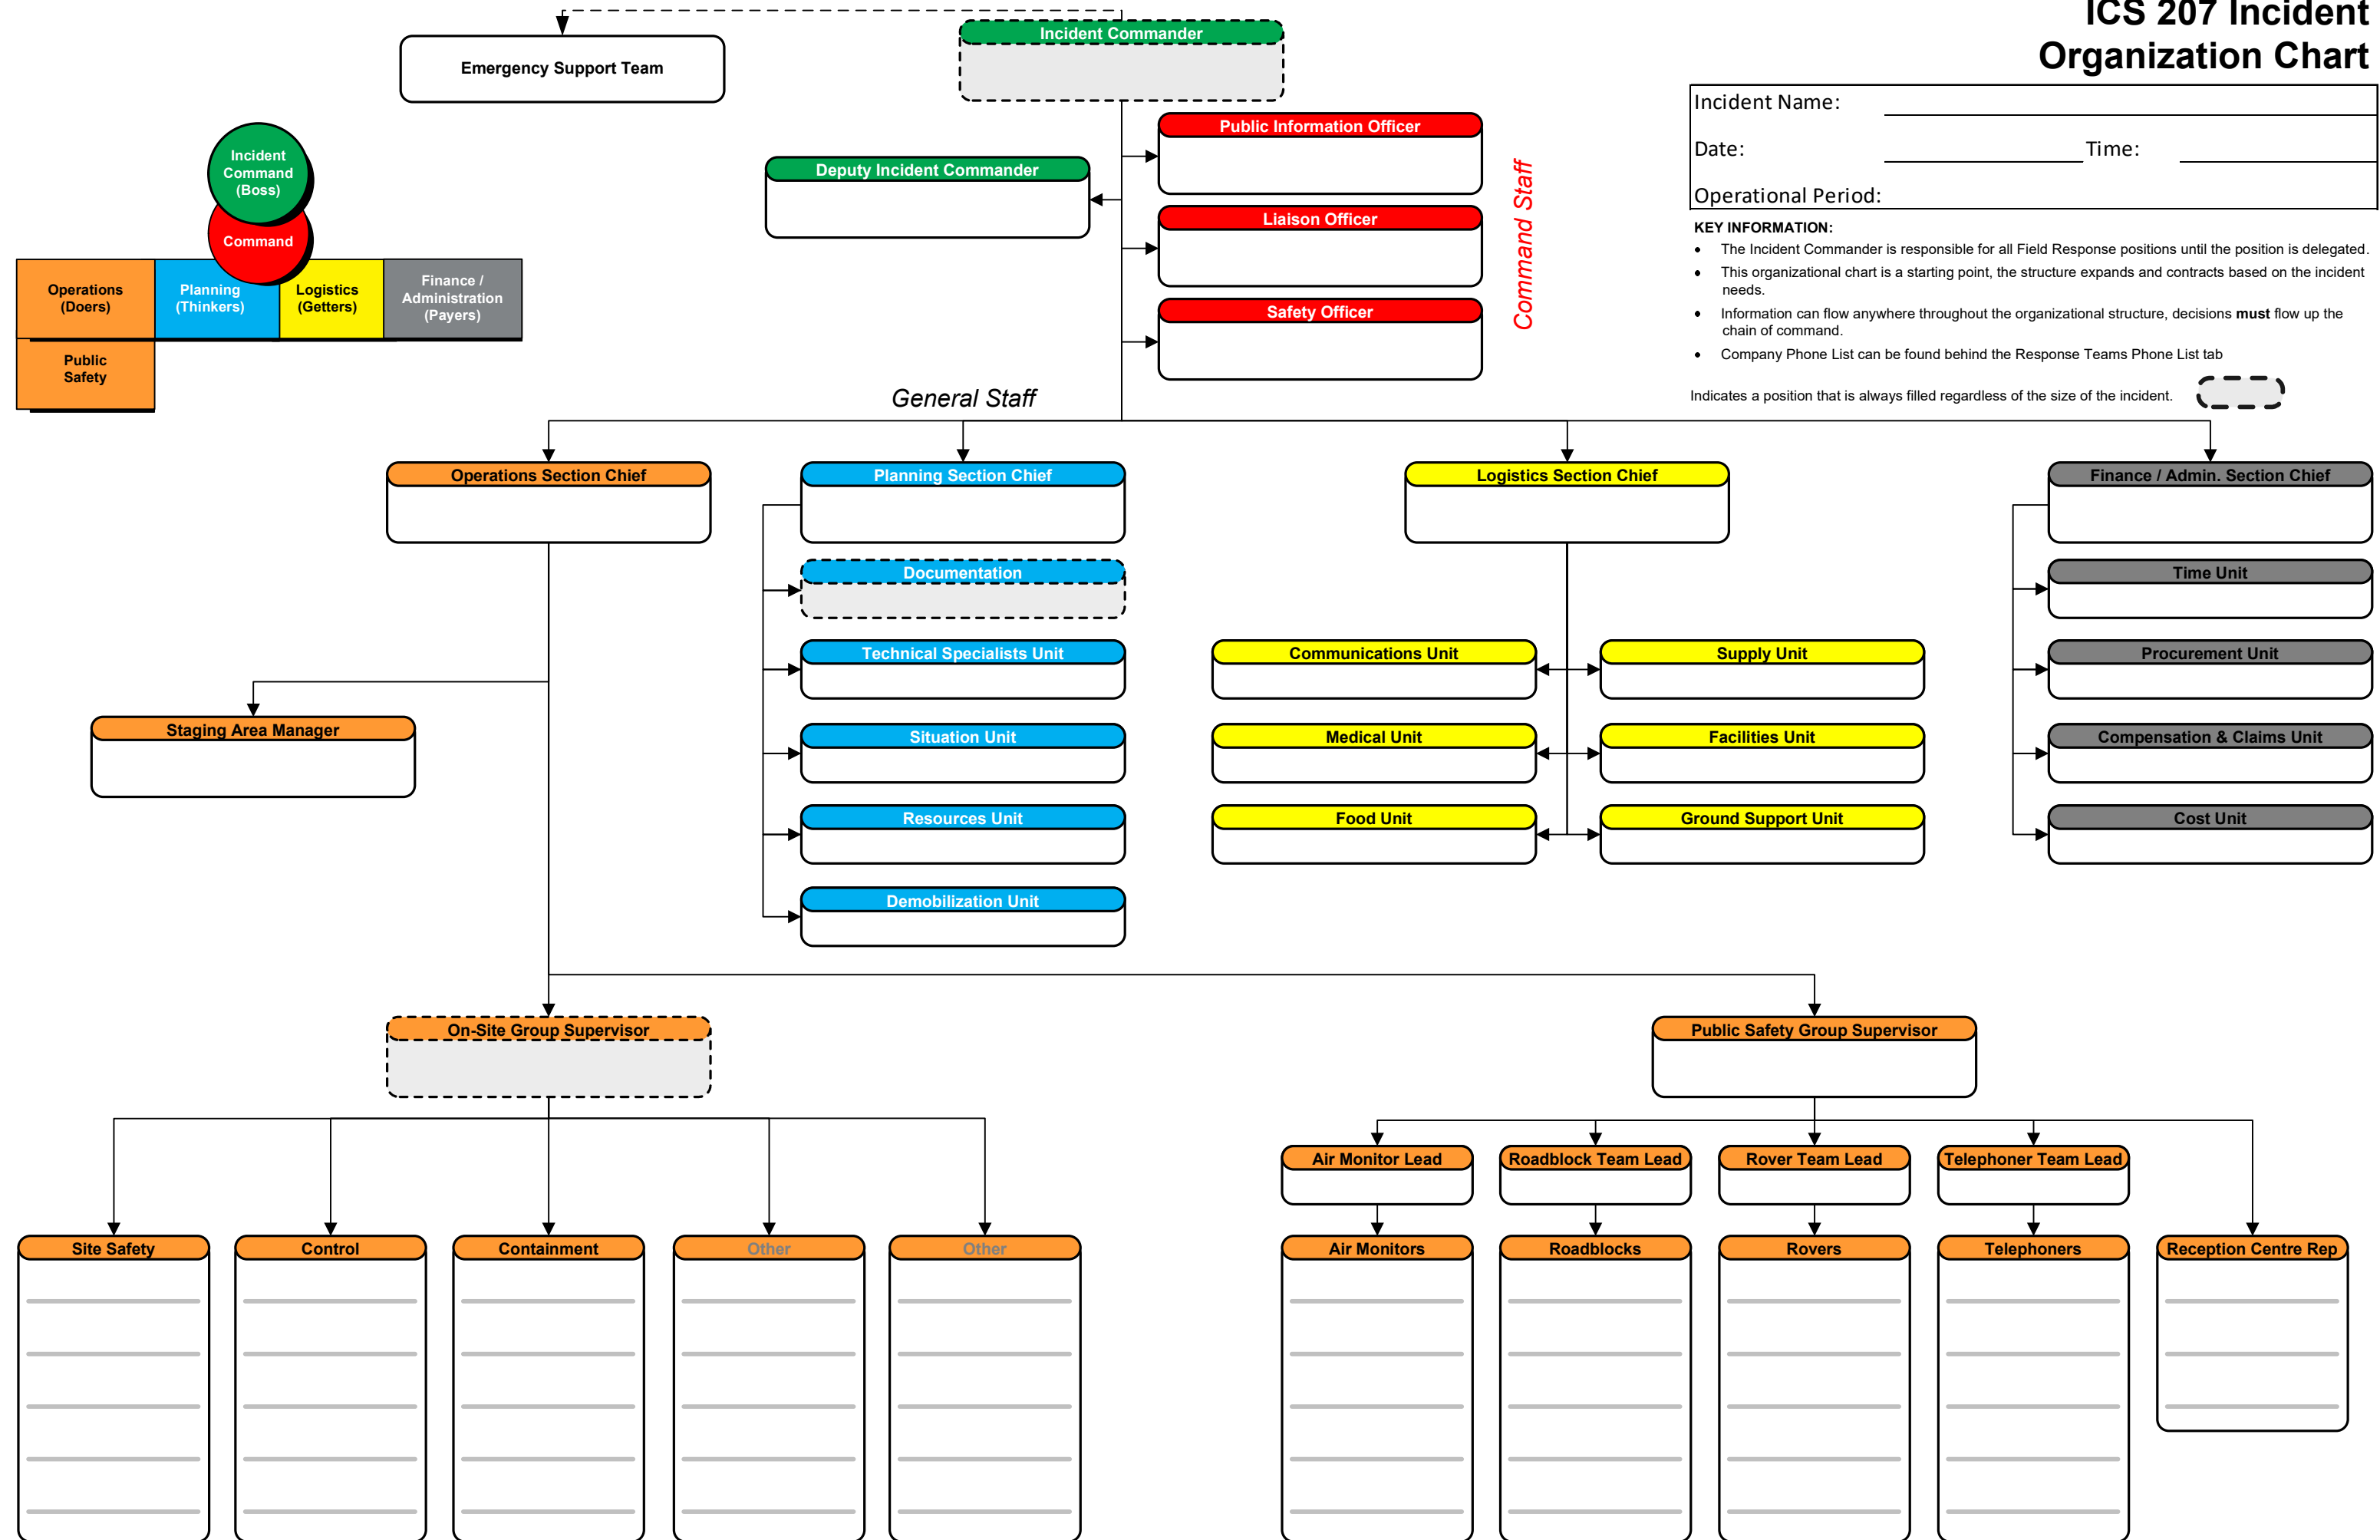 ICS 207 Incident
Organization Chart
Incident Commander
Emergency Support Team
Incident Name:
Date:
Time:
Operational Period:
Public Information Officer
Deputy Incident Commander
Liaison Officer
Safety Officer
Command Staff
Incident
Command
(Boss)
Command
Operations
(Doers)
Planning
(Thinkers)
Logistics
(Getters)
Finance /
Administration
(Payers)
Public
Safety
KEY INFORMATION:
• The Incident Commander is responsible for all Field Response positions until the position is delegated.
• This organizational chart is a starting point, the structure expands and contracts based on the incident
needs.
• Information can flow anywhere throughout the organizational structure, decisions must flow up the
chain of command.
• Company Phone List can be found behind the Response Teams Phone List tab
Indicates a position that is always filled regardless of the size of the incident.
General Staff
Operations Section Chief
Planning Section Chief
Logistics Section Chief
Finance / Admin. Section Chief
Documentation
Time Unit
Technical Specialists Unit
Communications Unit
Supply Unit
Procurement Unit
Staging Area Manager
Situation Unit
Medical Unit
Facilities Unit
Compensation & Claims Unit
Resources Unit
Food Unit
Ground Support Unit
Cost Unit
Demobilization Unit
On-Site Group Supervisor
Public Safety Group Supervisor
Air Monitor Lead
Roadblock Team Lead
Rover Team Lead
Telephoner Team Lead
Site Safety
Control
Containment
Other
Other
Air Monitors
Roadblocks
Rovers
Telephoners
Reception Centre Rep